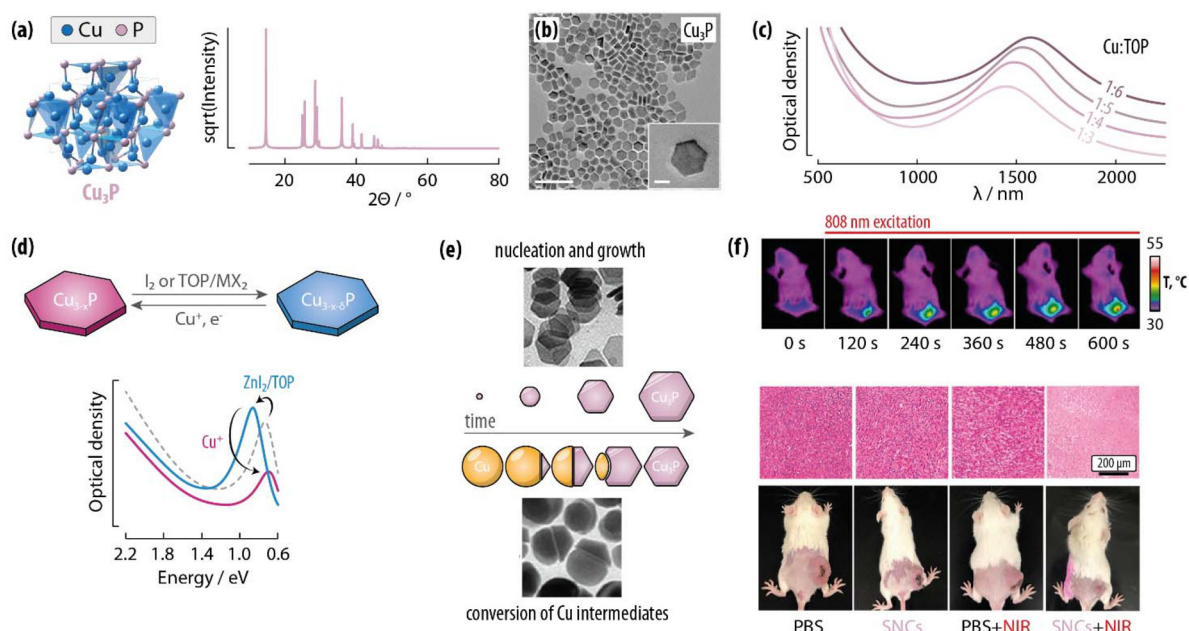 (a)
Cu P
Cu₃P
sqrt(Intensity)
20 40 60 80
2Θ / °
(b)
Cu₃P
(c)
Cu:TOP
Optical density
1:6
1:5
1:4
1:3
500 1000 1500 2000
λ / nm
(d)
Cu₃₋ₓP
I₂ or TOP/MX₂
Cu⁺, e⁻
Cu₃₋ₓ₋δP
Optical density
ZnI₂/TOP
Cu⁺
2.2 1.8 1.4 1.0 0.6
Energy / eV
(e)
nucleation and growth
Cu₃P
time
Cu
Cu₃P
conversion of Cu intermediates
(f)
808 nm excitation
55
T, °C
30
0 s 120 s 240 s 360 s 480 s 600 s
200 μm
PBS SNCs PBS+NIR SNCs+NIR